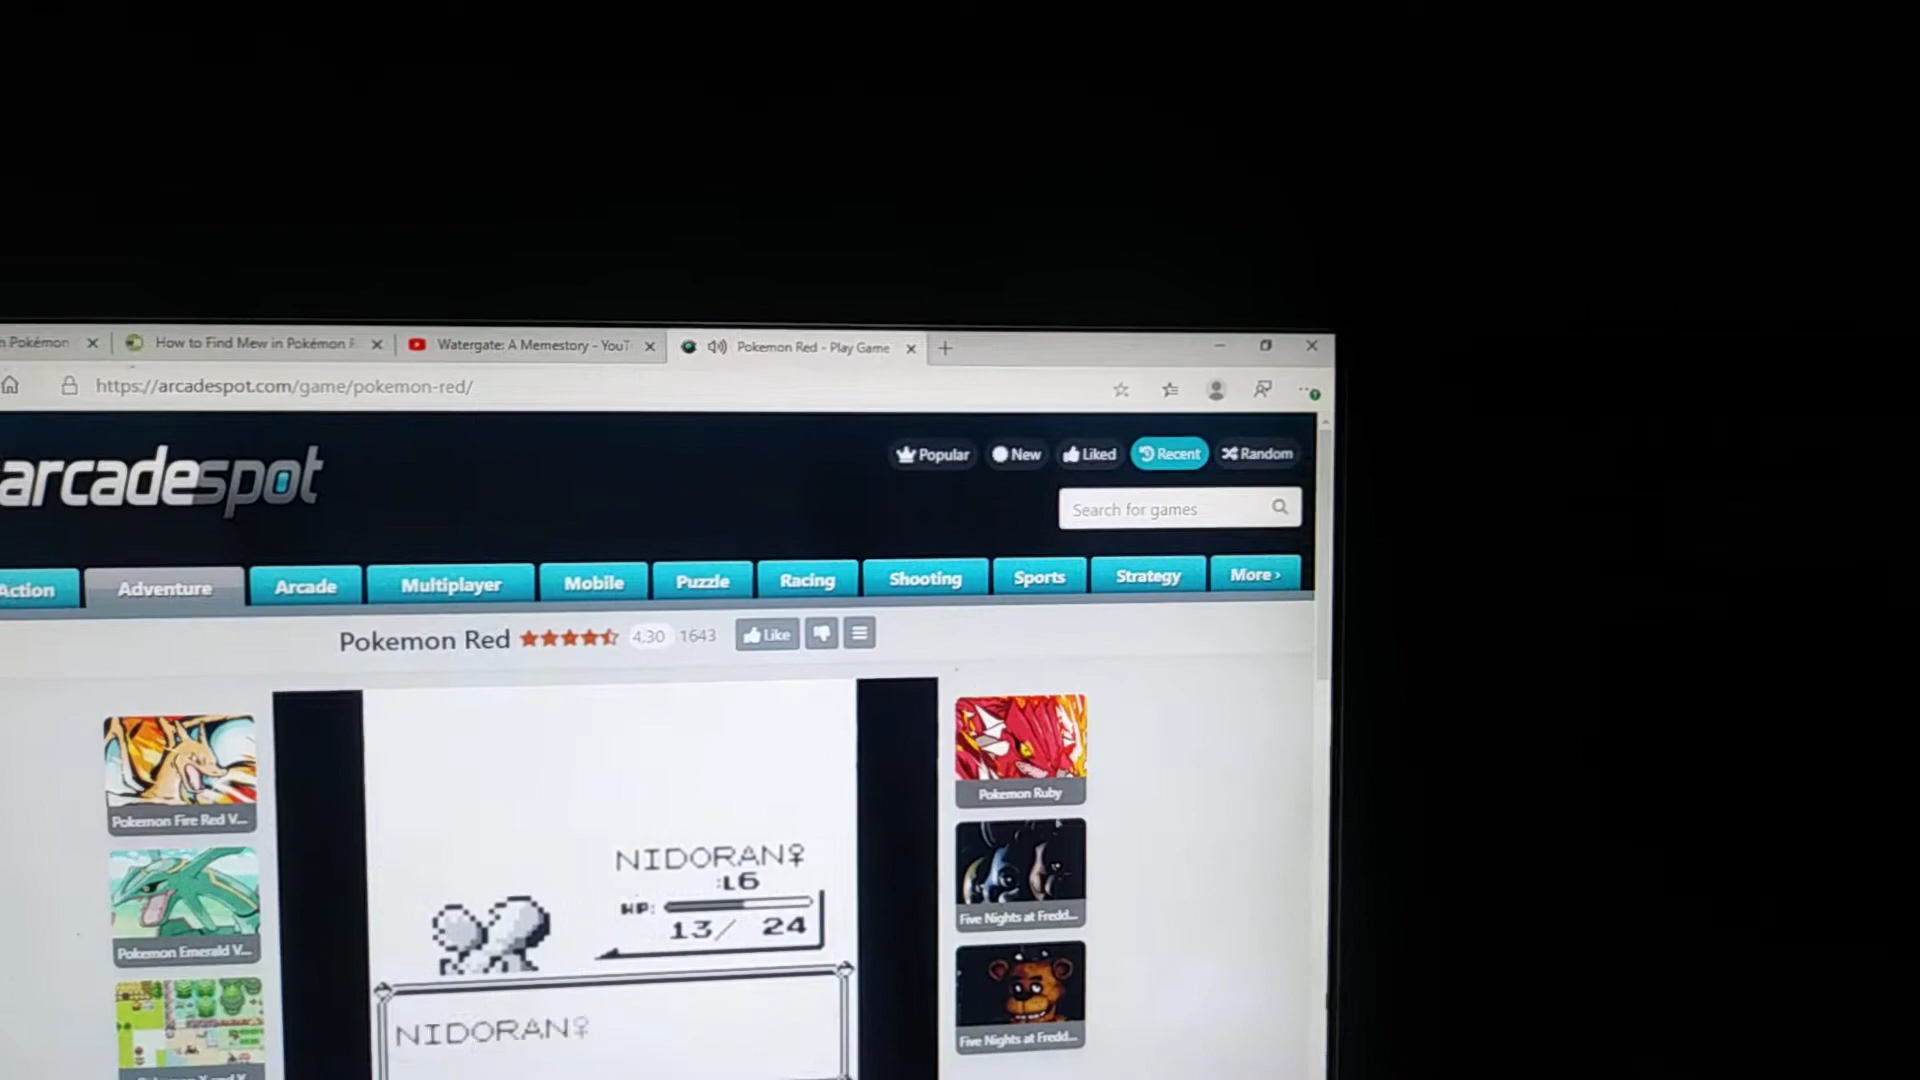 h Pokémon
How to Find Mew in Pokémon
Watergate: A Memestory - YouT
Pokemon Red - Play Game
https://arcadespot.com/game/pokemon-red/
arcadespot
Popular
New
Liked
Recent
Random
Search for games
Action
Adventure
Arcade
Multiplayer
Mobile
Puzzle
Racing
Shooting
Sports
Strategy
More ›
Pokemon Red
4.30
1643
Like
Pokemon Fire Red V...
Pokemon Emerald V...
Pokemon Ruby
Five Nights at Fredd...
Five Nights at Fredd...
NIDORAN♀
:L6
HP:
13/ 24
NIDORAN♀